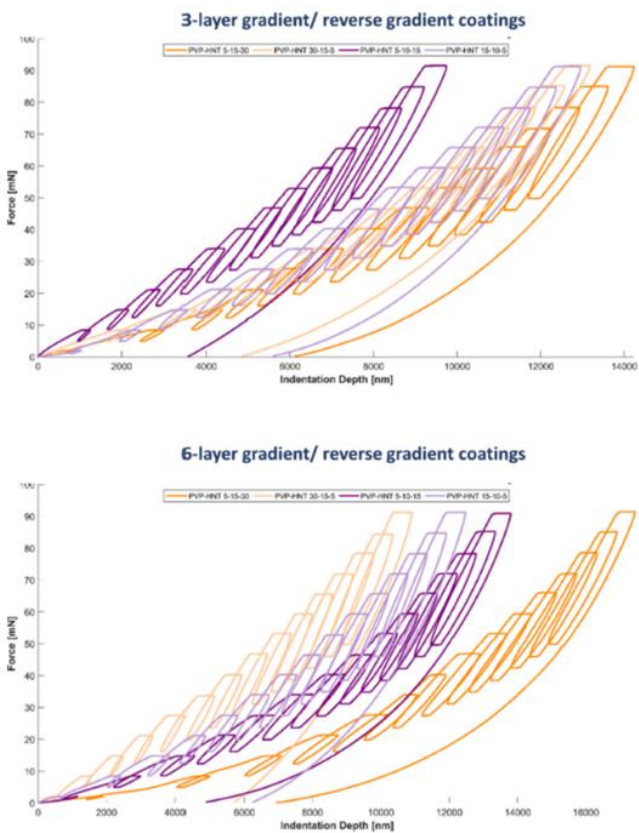 3-layer gradient/ reverse gradient coatings
PVP-HNT 5-15-30 PVP-HNT 30-15-5 PVP-HNT 5-10-15 PVP-HNT 15-10-5
100
90
80
70
60
50
40
30
20
10
0
Force [mN]
0 2000 4000 6000 8000 10000 12000 14000
Indentation Depth [nm]
6-layer gradient/ reverse gradient coatings
PVP-HNT 5-15-30 PVP-HNT 30-15-5 PVP-HNT 5-10-15 PVP-HNT 15-10-5
100
90
80
70
60
50
40
30
20
10
0
Force [mN]
0 2000 4000 6000 8000 10000 12000 14000 16000
Indentation Depth [nm]